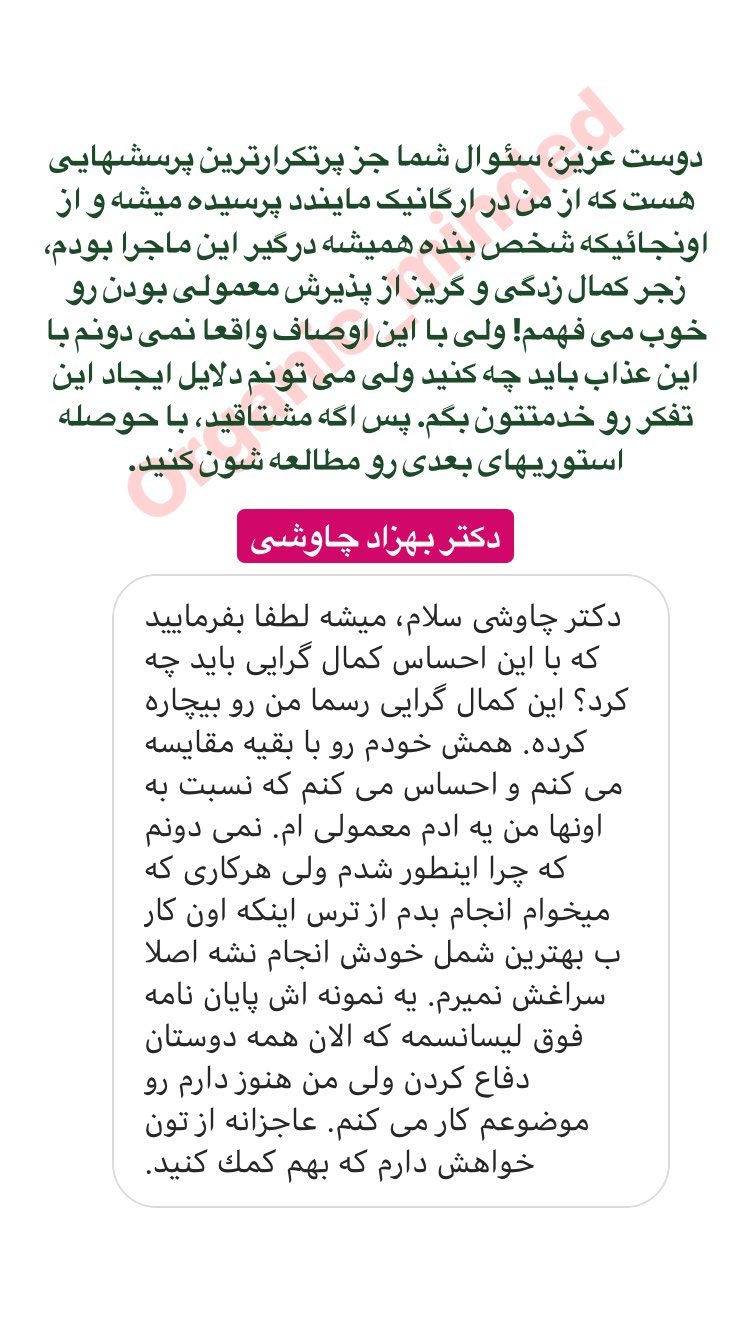 دوست عزیز، سئوال شما جز پرتکرارترین پرسشهایی
هست که از من در ارگانیک مایندد پرسیده میشه و از
اونجائیکه شخص بنده همیشه درگیر این ماجرا بودم،
زجر کمال زدگی و گریز از پذیرش معمولی بودن رو
خوب می فهمم! ولی با این اوصاف واقعا نمی دونم با
این عذاب باید چه کنید ولی می تونم دلایل ایجاد این
تفکر رو خدمتتون بگم. پس اگه مشتاقید، با حوصله
استوریهای بعدی رو مطالعه شون کنید.
Organic_minded
دکتر بهزاد چاوشی
دکتر چاوشی سلام، میشه لطفا بفرمایید
که با این احساس کمال گرایی باید چه
کرد؟ این کمال گرایی رسما من رو بیچاره
کرده. همش خودم رو با بقیه مقایسه
می کنم و احساس می کنم که نسبت به
اونها من یه ادم معمولی ام. نمی دونم
که چرا اینطور شدم ولی هرکاری که
میخوام انجام بدم از ترس اینکه اون کار
ب بهترین شمل خودش انجام نشه اصلا
سراغش نمیرم. یه نمونه اش پایان نامه
فوق لیسانسمه که الان همه دوستان
دفاع کردن ولی من هنوز دارم رو
موضوعم کار می کنم. عاجزانه از تون
خواهش دارم که بهم کمك کنید.